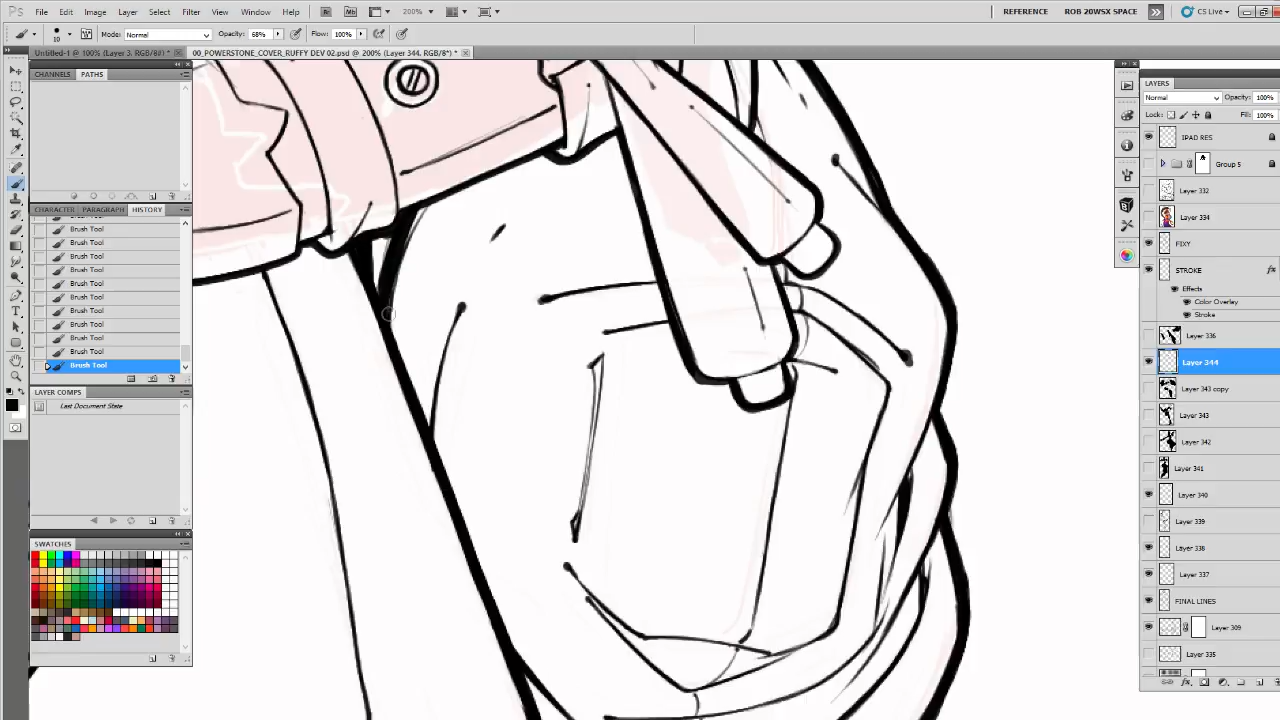 Ps File Edit Image Layer Select Filter View Window Help Br Mb 200% REFERENCE ROB 20WSX SPACE CS Live
10 Mode: Normal Opacity: 68% Flow: 100%
Untitled-1 @ 100% (Layer 3, RGB/8#) * 00_POWERSTONE_COVER_RUFFY DEV 02.psd @ 200% (Layer 344, RGB/8*) *
CHANNELS PATHS
CHARACTER PARAGRAPH HISTORY
Brush Tool
Brush Tool
Brush Tool
Brush Tool
Brush Tool
Brush Tool
Brush Tool
Brush Tool
Brush Tool
Brush Tool
Brush Tool
LAYER COMPS
Last Document State
SWATCHES
LAYERS
Normal Opacity: 100%
Lock: Fill: 100%
IPAD RES
Group 5
Layer 332
Layer 334
FIXY
STROKE
Effects
Color Overlay
Stroke
Layer 336
Layer 344
Layer 343 copy
Layer 343
Layer 342
Layer 341
Layer 340
Layer 339
Layer 338
Layer 337
FINAL LINES
Layer 309
Layer 335